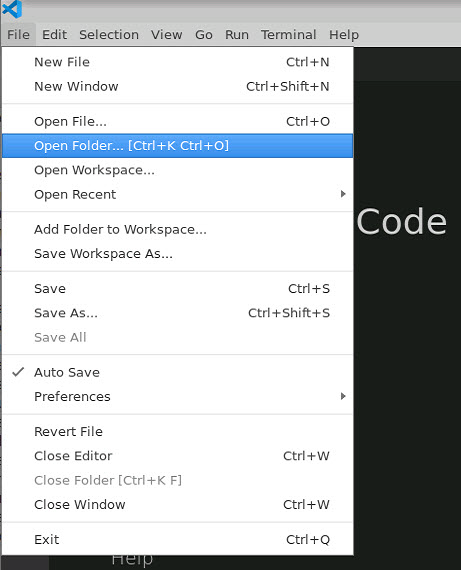 File Edit Selection View Go Run Terminal Help
New File Ctrl+N
New Window Ctrl+Shift+N
Open File... Ctrl+O
Open Folder... [Ctrl+K Ctrl+O]
Open Workspace...
Open Recent
Code
Add Folder to Workspace...
Save Workspace As...
Save Ctrl+S
Save As... Ctrl+Shift+S
Save All
Auto Save
Preferences
Revert File
Close Editor Ctrl+W
Close Folder [Ctrl+K F]
Close Window Ctrl+W
Exit Ctrl+Q
Help